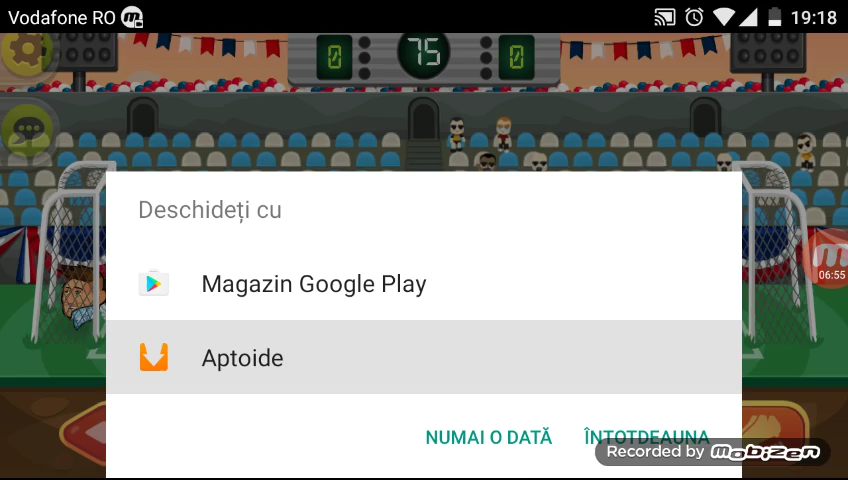 Vodafone RO
19:18
0
75
0
Deschideți cu
06:55
Magazin Google Play
Aptoide
NUMAI O DATĂ
ÎNTOTDEAUNA
Recorded by mobizen